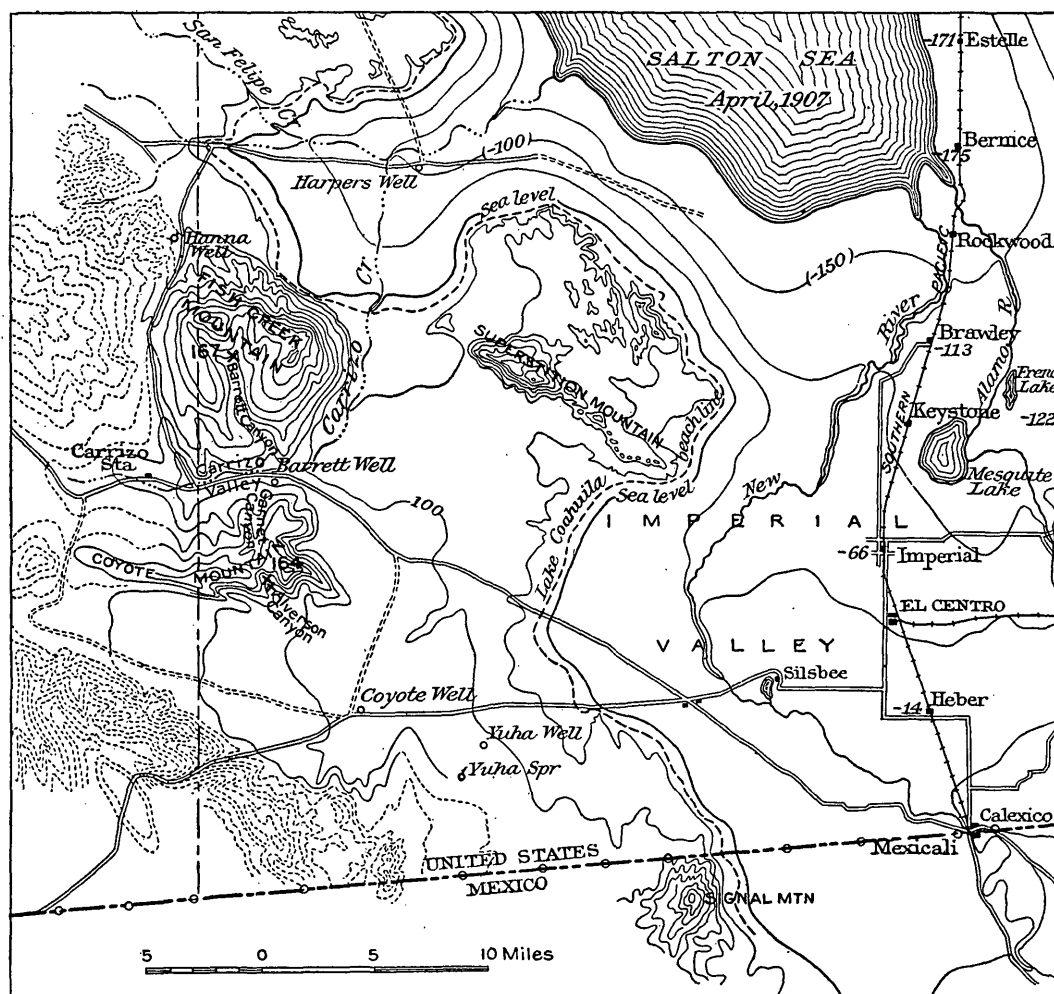 SAN FELIPE Cr
SALTON SEA
April, 1907
-171 Estelle
(-100)
Bernice
-175
Harpers Well
Sea level
Hanna
Well
Rockwood
(-150)
PACIFIC
FISH CREEK
MOUNTAIN
Cr
River
Brawley
-113
Alamo R.
SUPERSTITION MOUNTAIN
Barrett Canyon
Carrizo
beach line
SOUTHERN
Keystone
-122
Carrizo
Sta.
Carrizo
Valley
Barrett Well
Mesquite
Lake
New
Sea level
100
Lake Coahuila
IMPERIAL
Garnet
Canyon
-66
Imperial
COYOTE MOUNTAIN
Alverson
Canyon
EL CENTRO
VALLEY
Silsbee
Coyote Well
-14
Heber
Yuha Well
Yuha Spr
Calexico
Mexicali
UNITED STATES
MEXICO
SIGNAL MTN
5 0 5 10 Miles